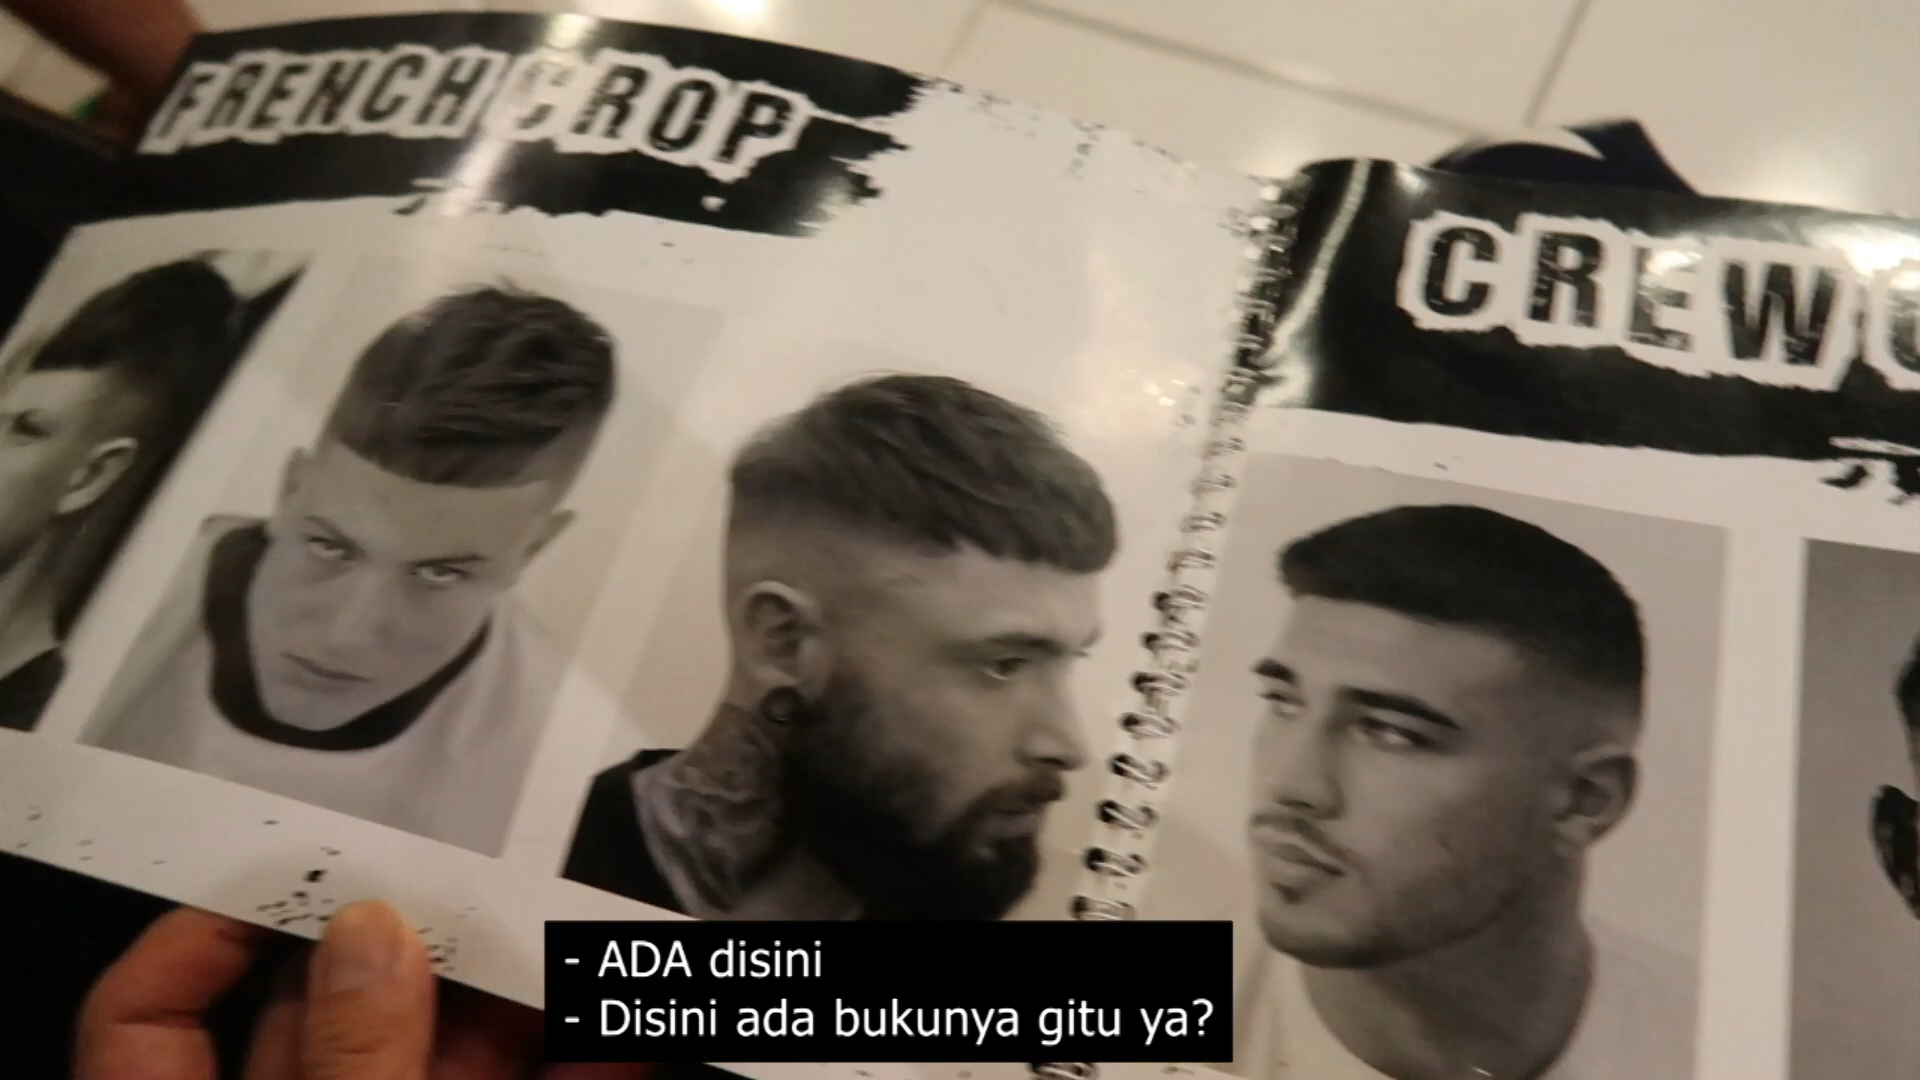 FRENCH CROP
CREW
- ADA disini
- Disini ada bukunya gitu ya?